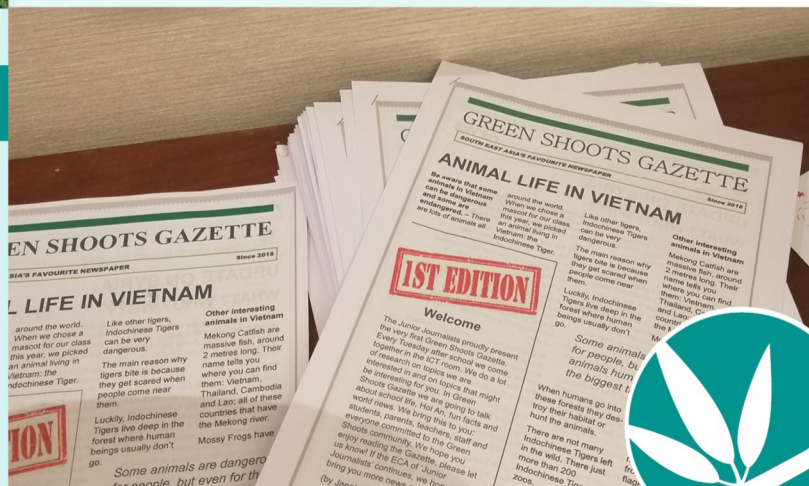 EN SHOOTS GAZETTE
SIA'S FAVOURITE NEWSPAPER
Since 2018
L LIFE IN VIETNAM
around the world.
When we chose a
mascot for our class
this year, we picked
an animal living in
Vietnam: the
ndochinese Tiger.
ION
Like other tigers,
Indochinese Tigers
can be very
dangerous.
The main reason why
tigers bite is because
they get scared when
people come near
them.
Luckily, Indochinese
Tigers live deep in the
forest where human
beings usually don't
go.
Other interesting
animals in Vietnam
Mekong Catfish are
massive fish, around
2 metres long. Their
name tells you
where you can find
them: Vietnam,
Thailand, Cambodia
and Lao; all of these
countries that have
the Mekong river.
Mossy Frogs have
Some animals are dangero
for people, but even for th
G
GREEN SHOOTS GAZETTE
SOUTH EAST ASIA'S FAVOURITE NEWSPAPER
Since 2018
ANIMAL LIFE IN VIETNAM
Be aware that some
animals in Vietnam
can be dangerous
and some are
endangered. – There
are lots of animals all
around the world.
When we chose a
mascot for our class
this year, we picked
an animal living in
Vietnam: the
Indochinese Tiger.
1ST EDITION
Welcome
The Junior Journalists proudly present
the very first Green Shoots Gazette
Every Tuesday after school we come
together in the ICT room. We do a lot
of research on topics we are
interested in and on topics that might
be interesting for you. In Green
Shoots Gazette we are going to talk
about school life, Hoi An, fun facts and
world news. We bring this to you:
students, parents, teachers, staff and
everyone committed to the Green
Shoots community. We hope you
enjoy reading the Gazette, please let
us know! If the ECA of 'Junior
Journalists' continues, we hop
bring you more news
Like other tigers,
Indochinese Tigers
can be very
dangerous.
The main reason why
tigers bite is because
they get scared when
people come near
them.
Luckily, Indochinese
Tigers live deep in the
forest where human
beings usually don't
go.
Some animals
for people, bu
animals hum
the biggest t
When humans go into
these forests they des-
troy their habitat or
hunt the animals.
There are not many
Indochinese Tigers left
in the wild. There just
more than 200
Indochinese Tig
zoos,
Other interesting
animals in Vietnam
Mekong Catfish are
massive fish, around
2 metres long. Their
name tells you
where you can find
them: Vietnam,
Thailand, C
and Lao;
countri
the M